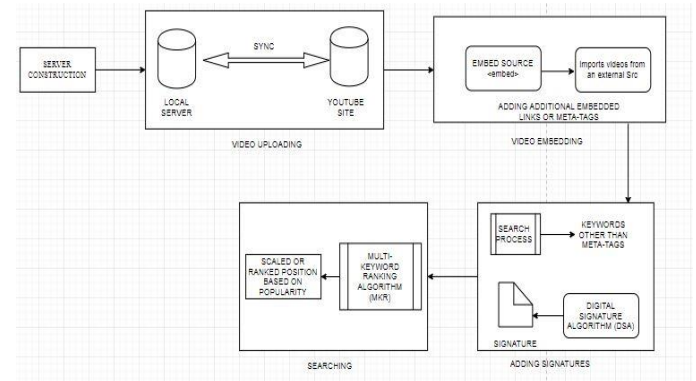 SERVER
CONSTRUCTION
SYNC
LOCAL
SERVER
YOUTUBE
SITE
VIDEO UPLOADING
EMBED SOURCE
<embed>
Imports videos from
an external Src
ADDING ADDITIONAL EMBEDDED
LINKS OR META-TAGS
VIDEO EMBEDDING
SEARCH
PROCESS
KEYWORDS
OTHER THAN
META-TAGS
SIGNATURE
DIGITAL
SIGNATURE
ALGORITHM (DSA)
ADDING SIGNATURES
MULTI-
KEYWORD
RANKING
ALGORITHM
(MKR)
SCALED OR
RANKED POSITION
BASED ON
POPULARITY
SEARCHING